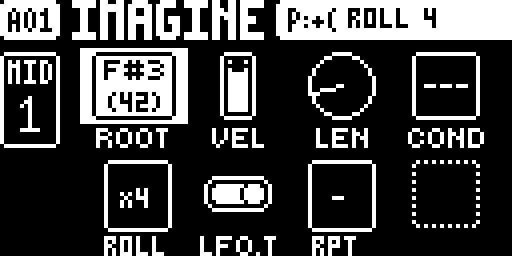 A01 IMAGINE P:+( ROLL 4
MID F#3 ---
1 (42)
ROOT VEL LEN COND
x4 -
ROLL LFO.T RPT